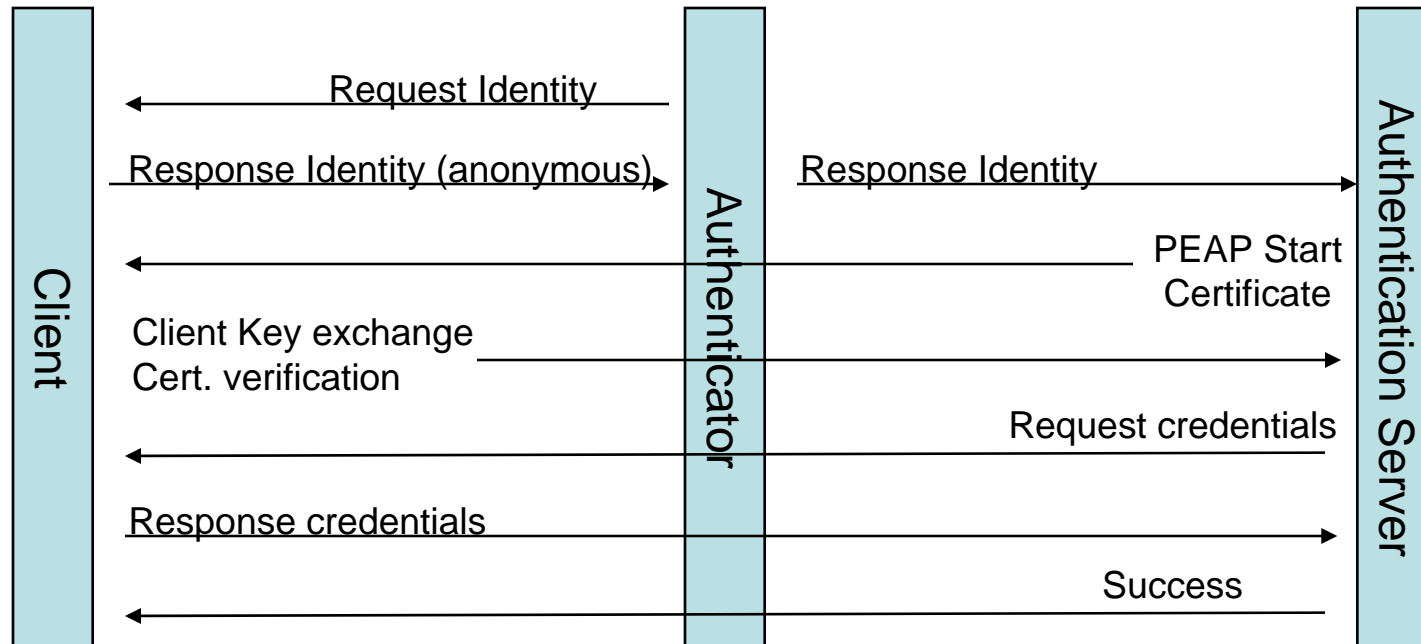 Request Identity
Response Identity (anonymous)
Response Identity
PEAP Start
Certificate
Client Key exchange
Cert. verification
Request credentials
Response credentials
Success
Client
Authenticator
Authentication Server